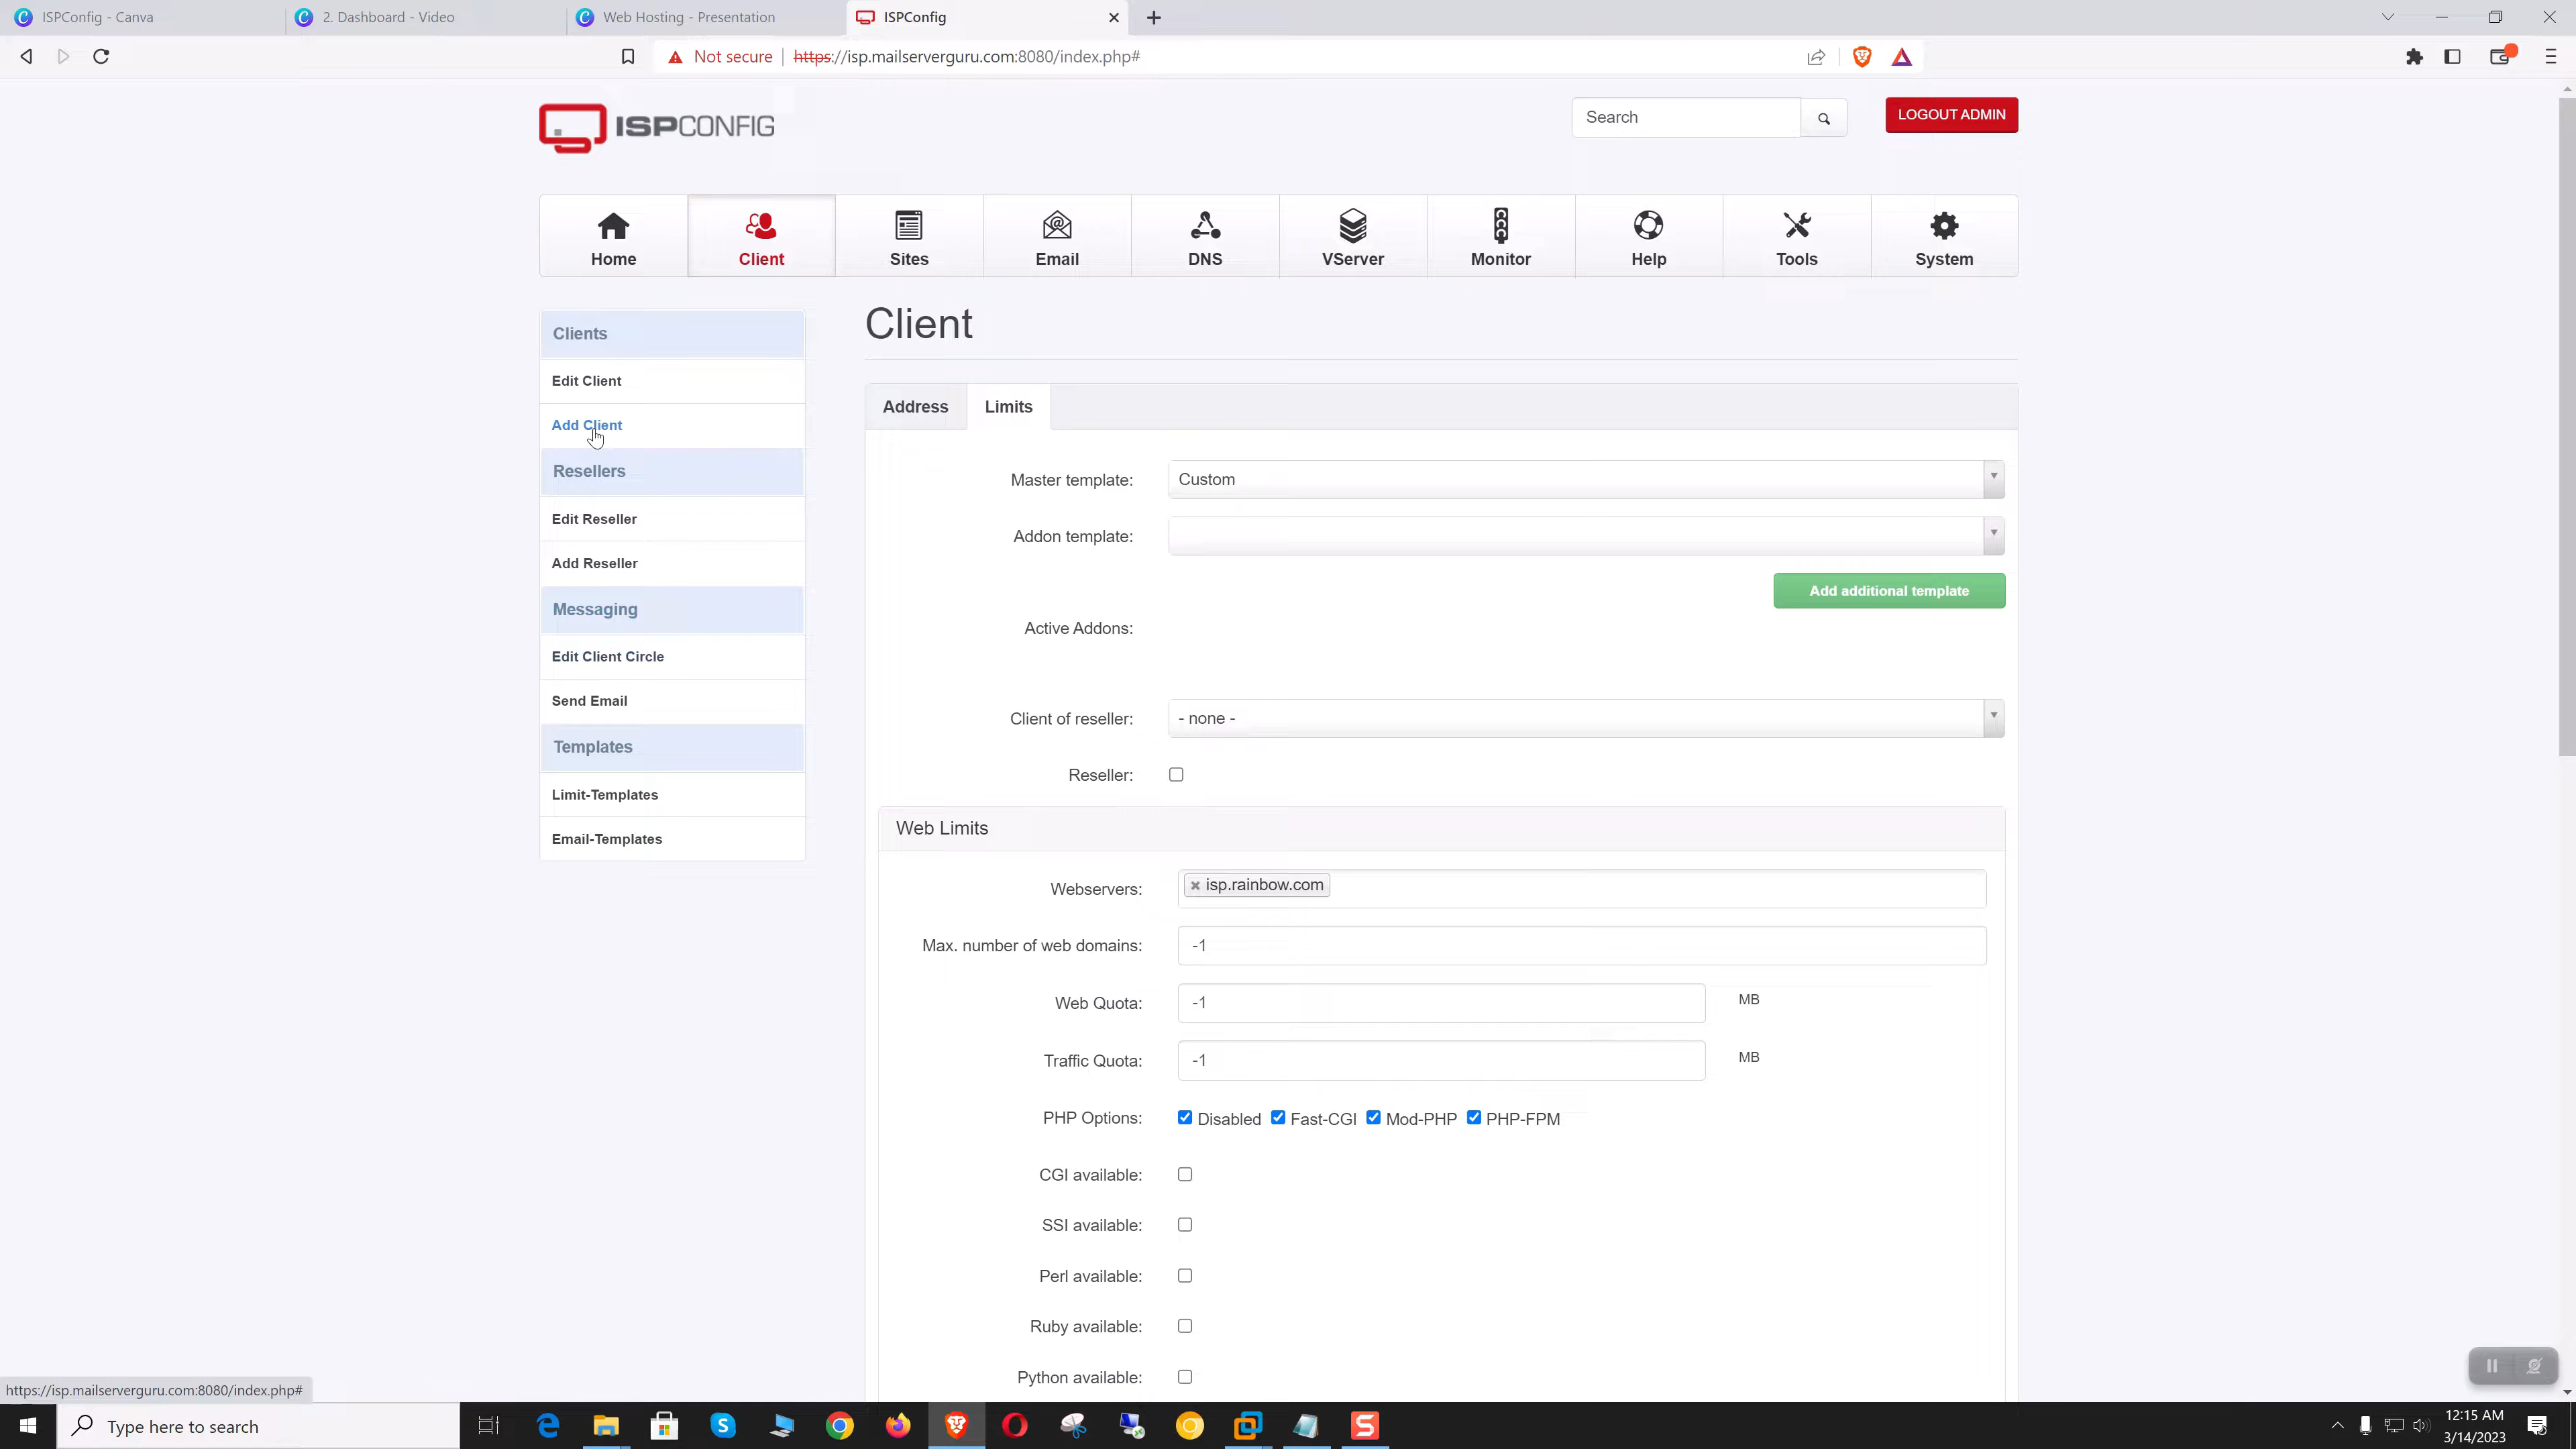 ISPConfig - Canva
2. Dashboard - Video
Web Hosting - Presentation
ISPConfig
Not secure https://isp.mailserverguru.com:8080/index.php#
ISPCONFIG
Search
LOGOUT ADMIN
Home Client Sites Email DNS VServer Monitor Help Tools System
Clients
Edit Client
Add Client
Resellers
Edit Reseller
Add Reseller
Messaging
Edit Client Circle
Send Email
Templates
Limit-Templates
Email-Templates
Client
Address Limits
Master template: Custom
Addon template:
Add additional template
Active Addons:
Client of reseller: - none -
Reseller:
Web Limits
Webservers: isp.rainbow.com
Max. number of web domains: -1
Web Quota: -1 MB
Traffic Quota: -1 MB
PHP Options: Disabled Fast-CGI Mod-PHP PHP-FPM
CGI available:
SSI available:
Perl available:
Ruby available:
Python available:
https://isp.mailserverguru.com:8080/index.php#
Type here to search
12:15 AM
3/14/2023